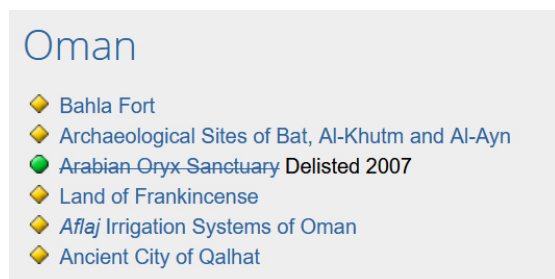 Oman
Bahla Fort
Archaeological Sites of Bat, Al-Khutm and Al-Ayn
Arabian Oryx Sanctuary Delisted 2007
Land of Frankincense
Aflaj Irrigation Systems of Oman
Ancient City of Qalhat